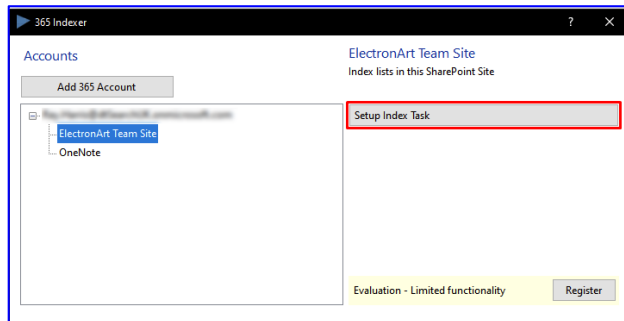 365 Indexer
?
Accounts
Add 365 Account
ElectronArt Team Site
OneNote
ElectronArt Team Site
Index lists in this SharePoint Site
Setup Index Task
Evaluation - Limited functionality
Register